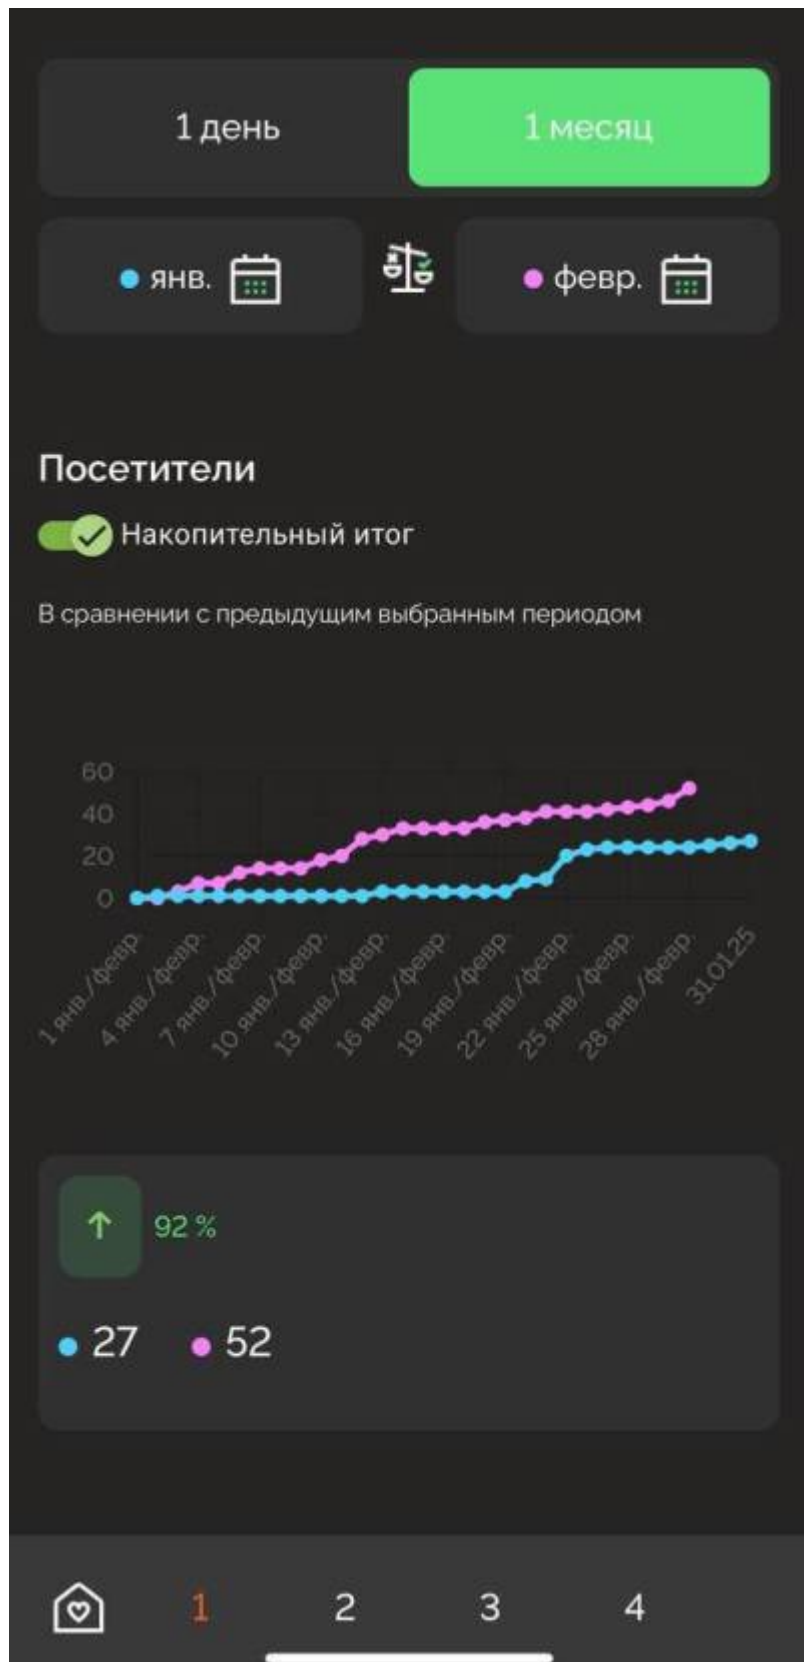 1 день
1 месяц
янв.
февр.
Посетители
Накопительный итог
В сравнении с предыдущим выбранным периодом
60
40
20
0
1 янв./февр.
4 янв./февр.
7 янв./февр.
10 янв./февр.
13 янв./февр.
16 янв./февр.
19 янв./февр.
22 янв./февр.
25 янв./февр.
28 янв./февр.
31.01.25
92 %
27
52
1
2
3
4